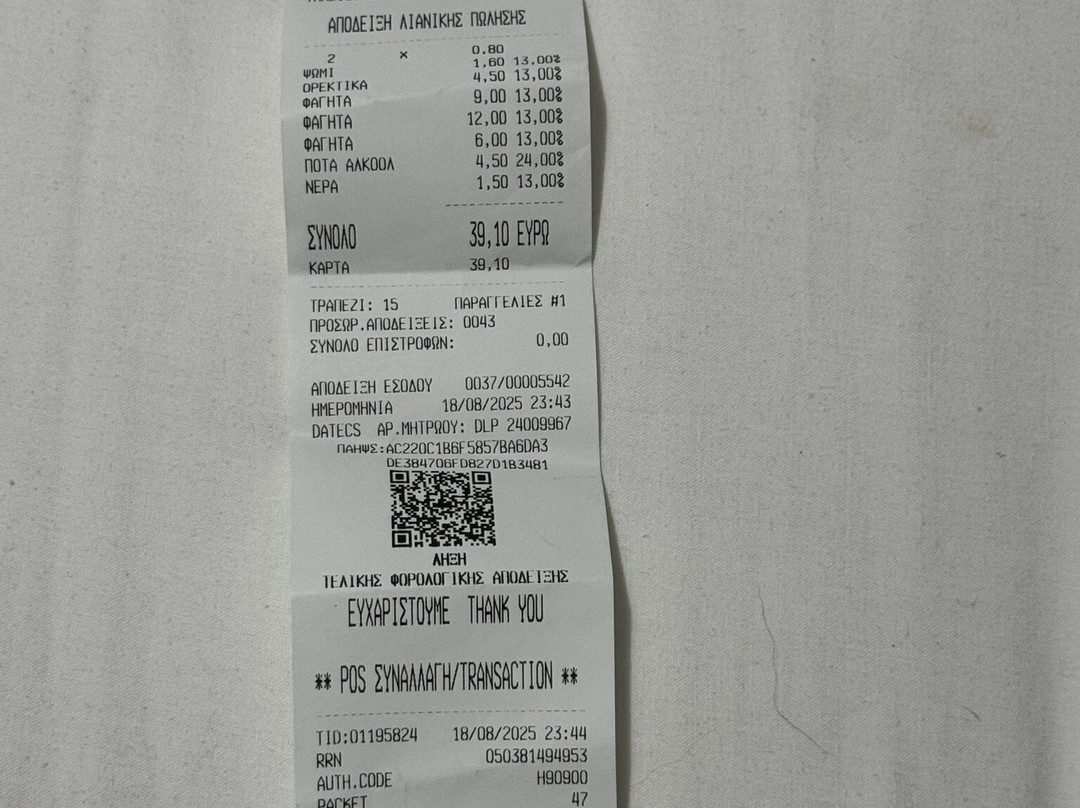 ΑΠΟΔΕΙΞΗ ΛΙΑΝΙΚΗΣ ΠΩΛΗΣΗΣ
2 x 0.80
ΨΩΜΙ 1,60 13,00%
ΟΡΕΚΤΙΚΑ 4,50 13,00%
ΦΑΓΗΤΑ 9,00 13,00%
ΦΑΓΗΤΑ 12,00 13,00%
ΦΑΓΗΤΑ 6,00 13,00%
ΠΟΤΑ ΑΛΚΟΟΛ 4,50 24,00%
ΝΕΡΑ 1,50 13,00%
ΣΥΝΟΛΟ 39,10 ΕΥΡΩ
ΚΑΡΤΑ 39,10
ΤΡΑΠΕΖΙ: 15 ΠΑΡΑΓΓΕΛΙΕΣ #1
ΠΡΟΣΩΡ.ΑΠΟΔΕΙΞΕΙΣ: 0043
ΣΥΝΟΛΟ ΕΠΙΣΤΡΟΦΩΝ: 0,00
ΑΠΟΔΕΙΞΗ ΕΣΟΔΟΥ 0037/00005542
ΗΜΕΡΟΜΗΝΙΑ 18/08/2025 23:43
DATECS ΑΡ.ΜΗΤΡΩΟΥ: DLP 24009967
ΠΑΗΨΣ:AC220C1B6F5857BA6DA3
DE384706FD827D1B3481
ΛΗΞΗ
ΤΕΛΙΚΗΣ ΦΟΡΟΛΟΓΙΚΗΣ ΑΠΟΔΕΙΞΗΣ
ΕΥΧΑΡΙΣΤΟΥΜΕ THANK YOU
** POS ΣΥΝΑΛΛΑΓΗ/TRANSACTION **
TID:01195824 18/08/2025 23:44
RRN 050381494953
AUTH.CODE H90900
PACKET 47